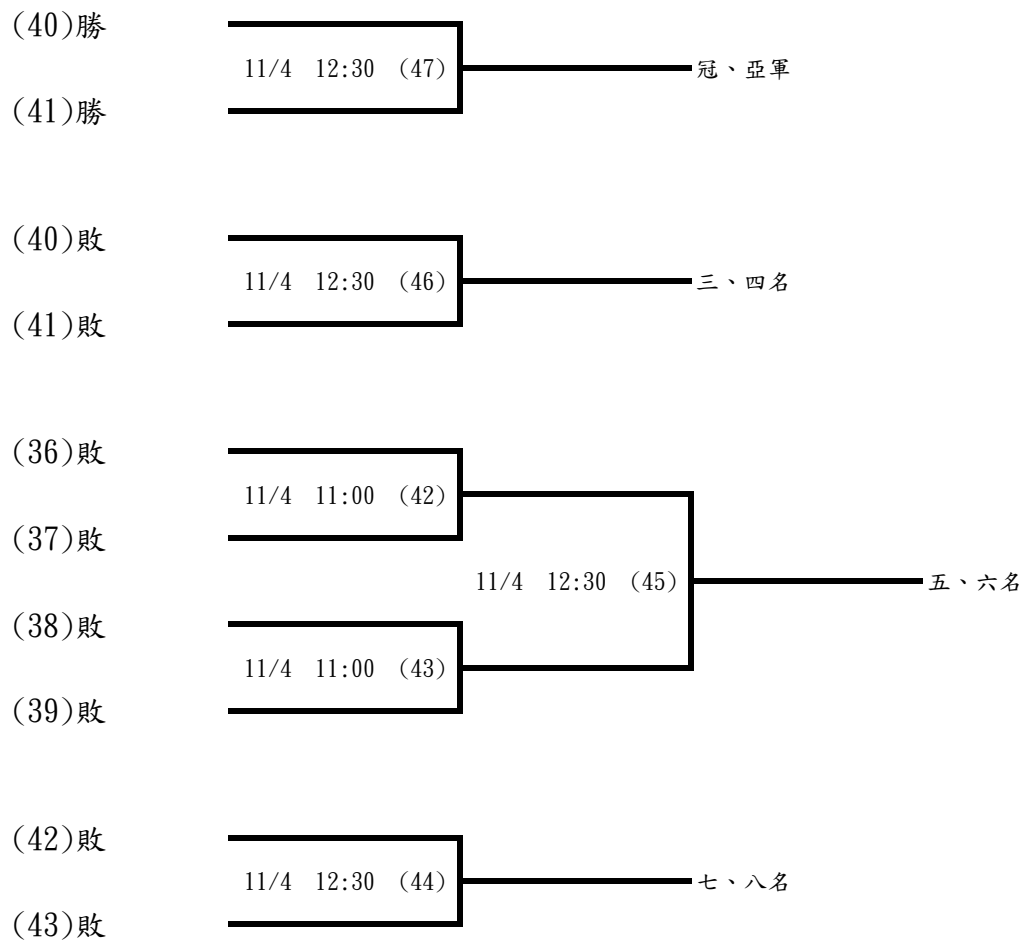 (40)勝
11/4 12:30 (47)
冠、亞軍
(41)勝
(40)敗
11/4 12:30 (46)
三、四名
(41)敗
(36)敗
11/4 11:00 (42)
(37)敗
11/4 12:30 (45)
五、六名
(38)敗
11/4 11:00 (43)
(39)敗
(42)敗
11/4 12:30 (44)
七、八名
(43)敗